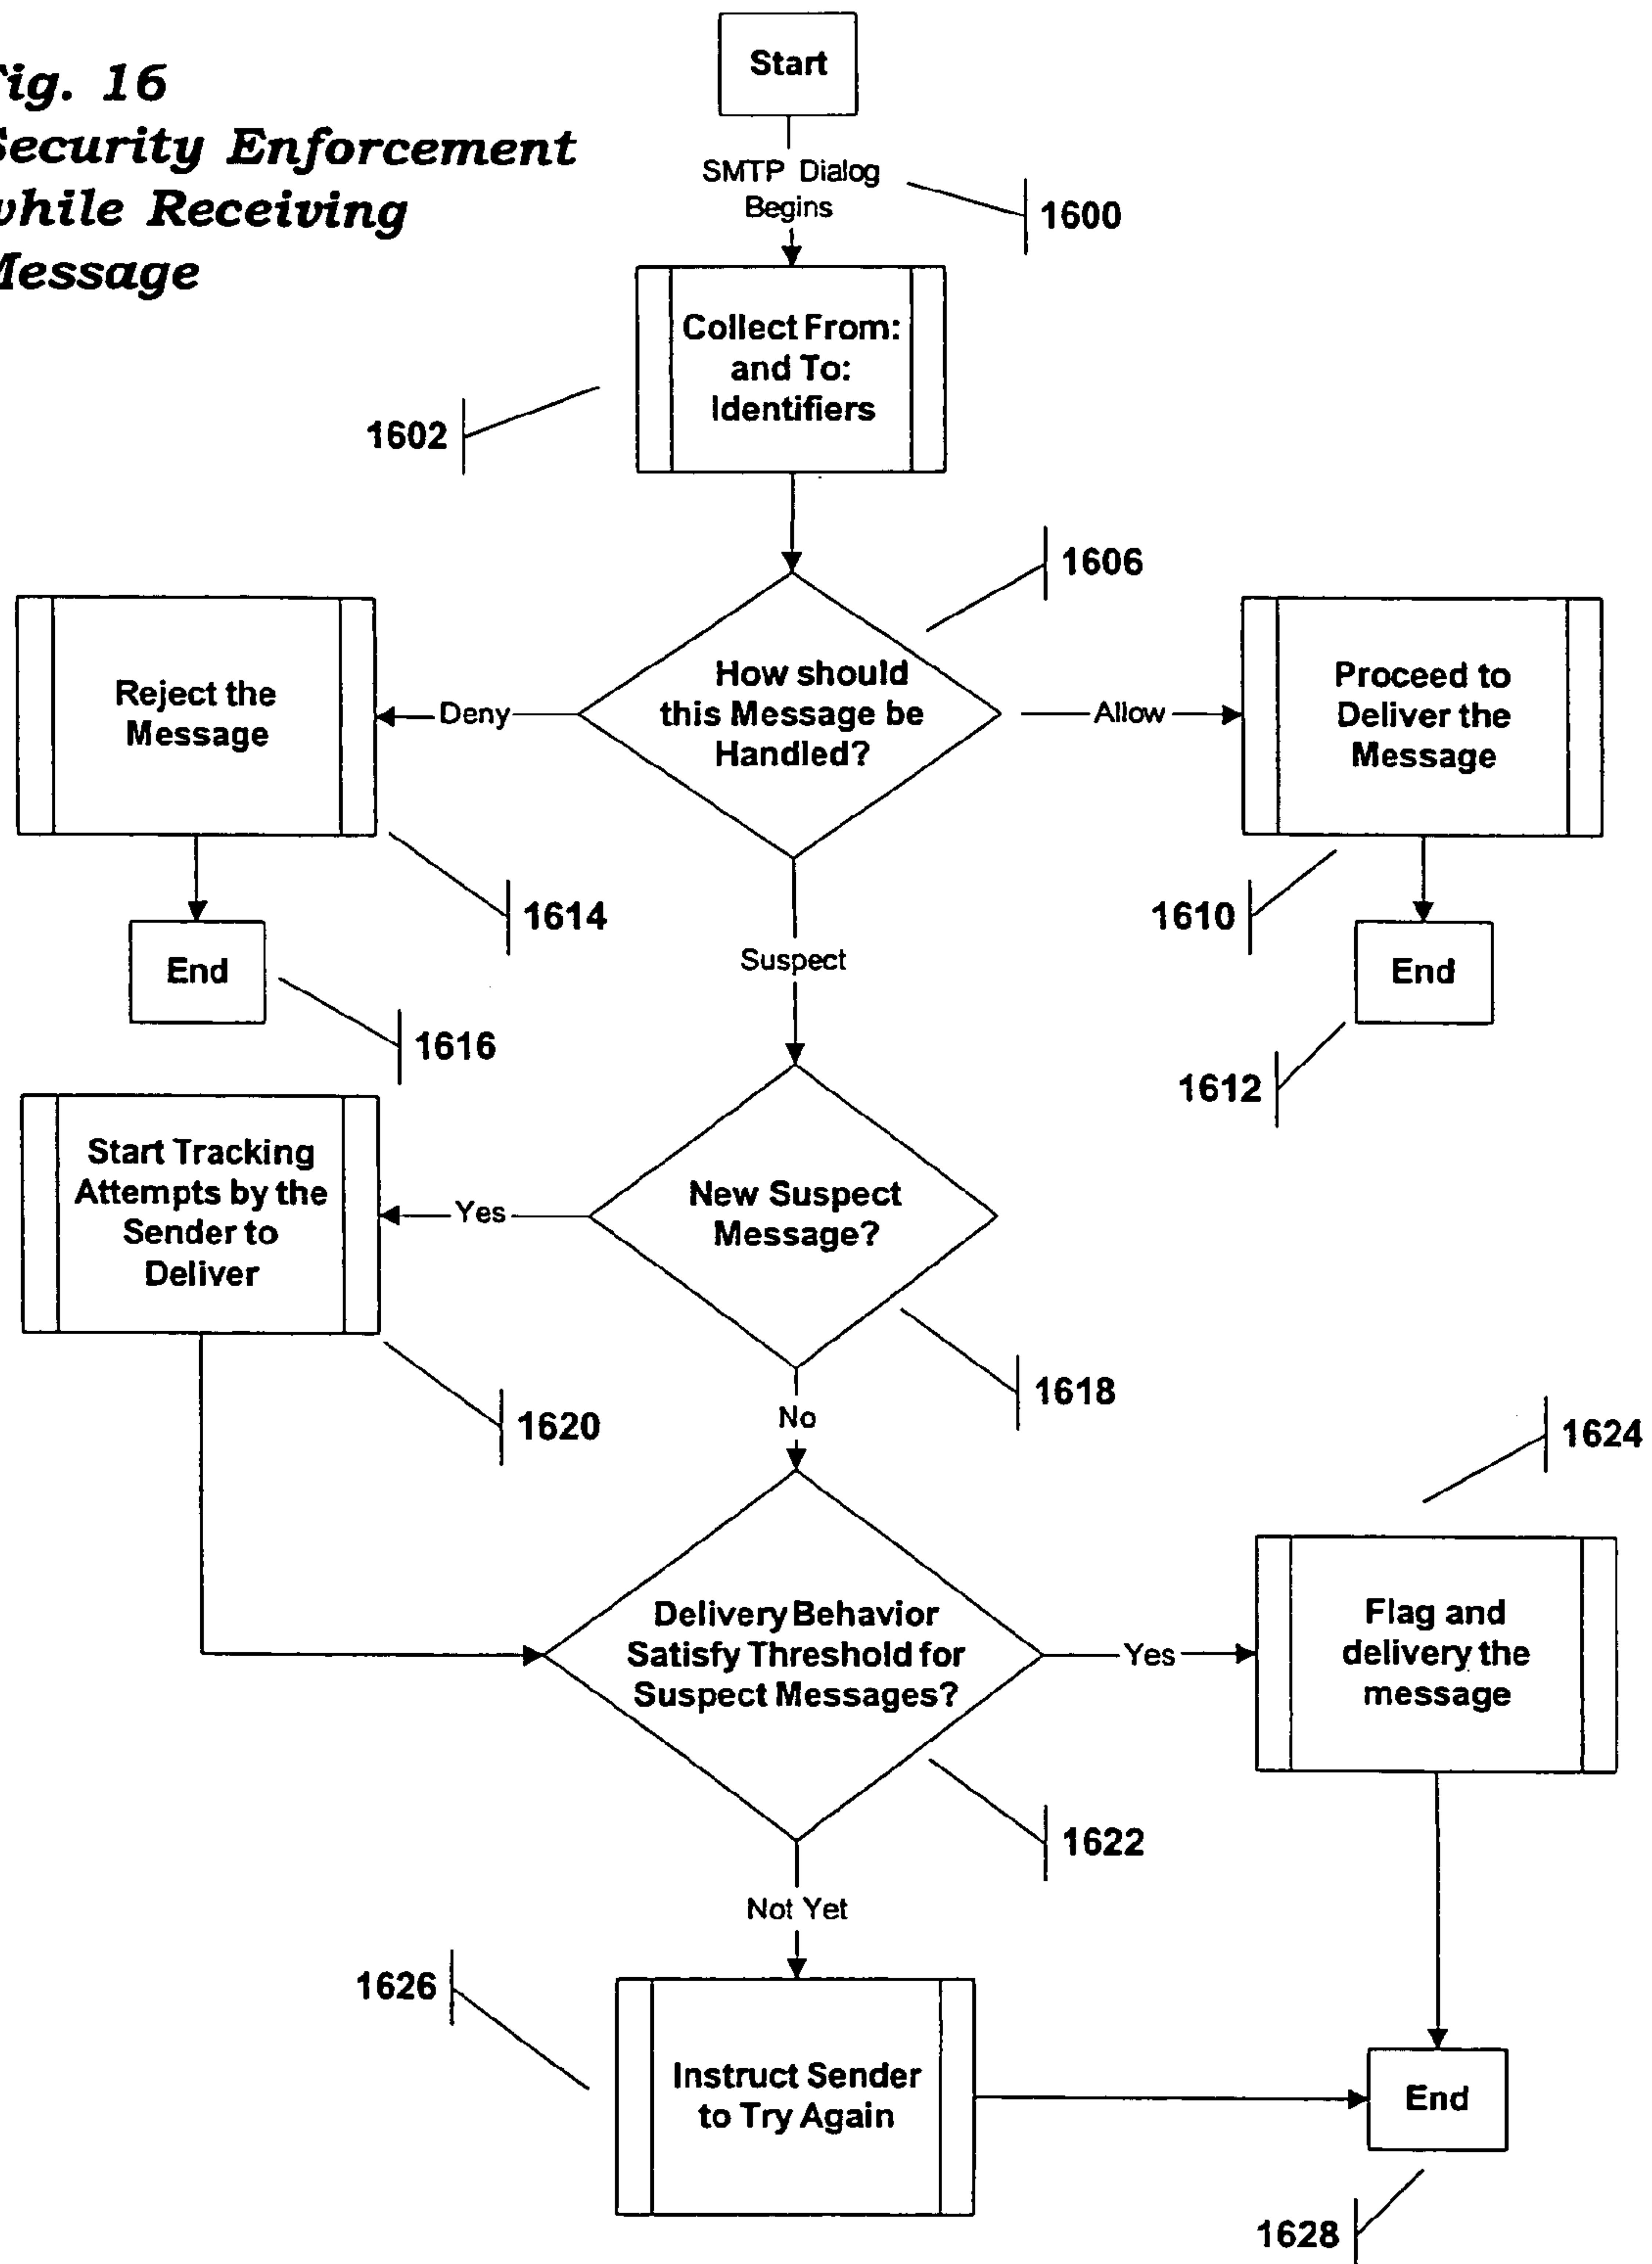 ig. 16
Security Enforcement
while Receiving
Message
Start
SMTP Dialog
Begins
1600
Collect From:
and To:
Identifiers
1602
1606
How should
this Message be
Handled?
Deny
Allow
Reject the
Message
Proceed to
Deliver the
Message
1614
1610
End
Suspect
End
1616
1612
Start Tracking
Attempts by the
Sender to
Deliver
Yes
New Suspect
Message?
1618
1620
No
1624
Delivery Behavior
Satisfy Threshold for
Suspect Messages?
Yes
Flag and
delivery the
message
1622
Not Yet
1626
Instruct Sender
to Try Again
End
1628